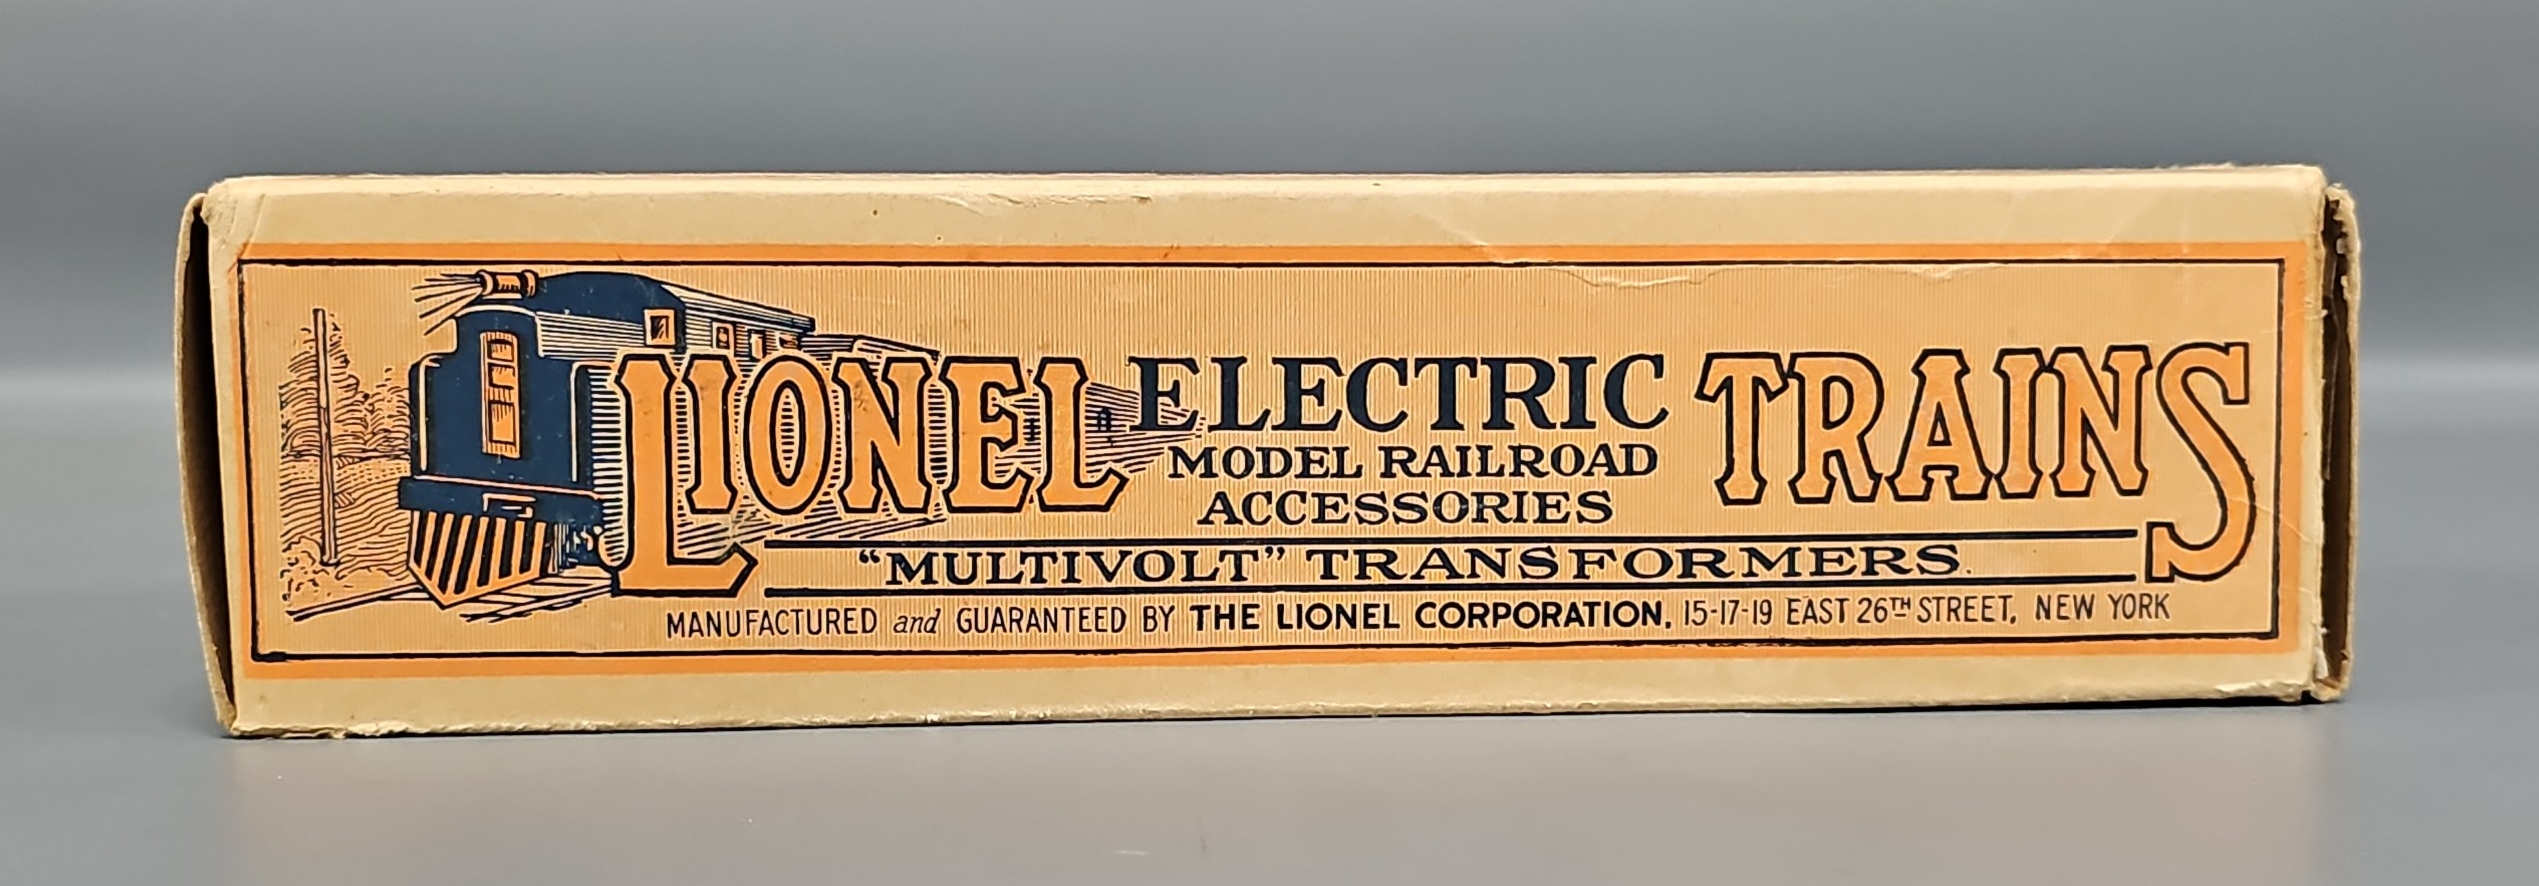 LIONEL ELECTRIC TRAINS
MODEL RAILROAD
ACCESSORIES
“MULTIVOLT” TRANSFORMERS.
MANUFACTURED and GUARANTEED BY THE LIONEL CORPORATION, 15-17-19 EAST 26TH STREET, NEW YORK